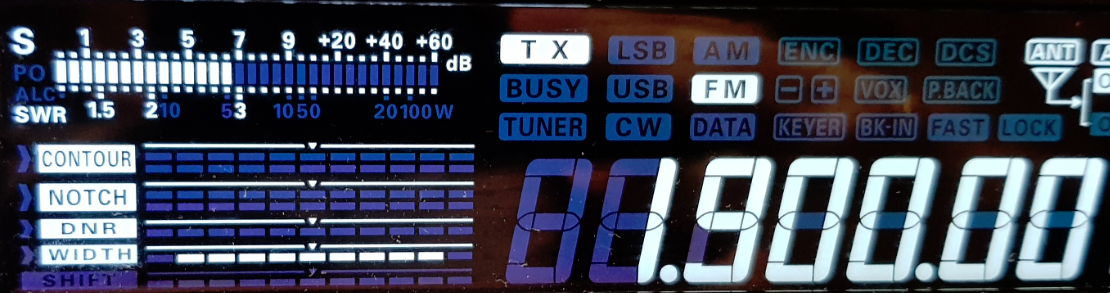 S 1 3 5 7 9 +20 +40 +60 dB
PO
ALC
SWR 1.5 2 10 5 3 10 50 20 100 W
TX LSB AM ENC DEC DCS ANT
BUSY USB FM - + VOX P.BACK
TUNER CW DATA KEYER BK-IN FAST LOCK
CONTOUR
NOTCH
DNR
WIDTH
SHIFT
1.900.00